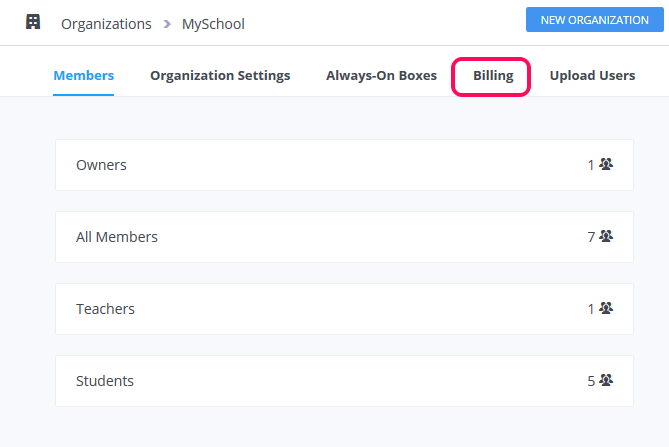 Organizations > MySchool
NEW ORGANIZATION
Members Organization Settings Always-On Boxes Billing Upload Users
Owners 1
All Members 7
Teachers 1
Students 5